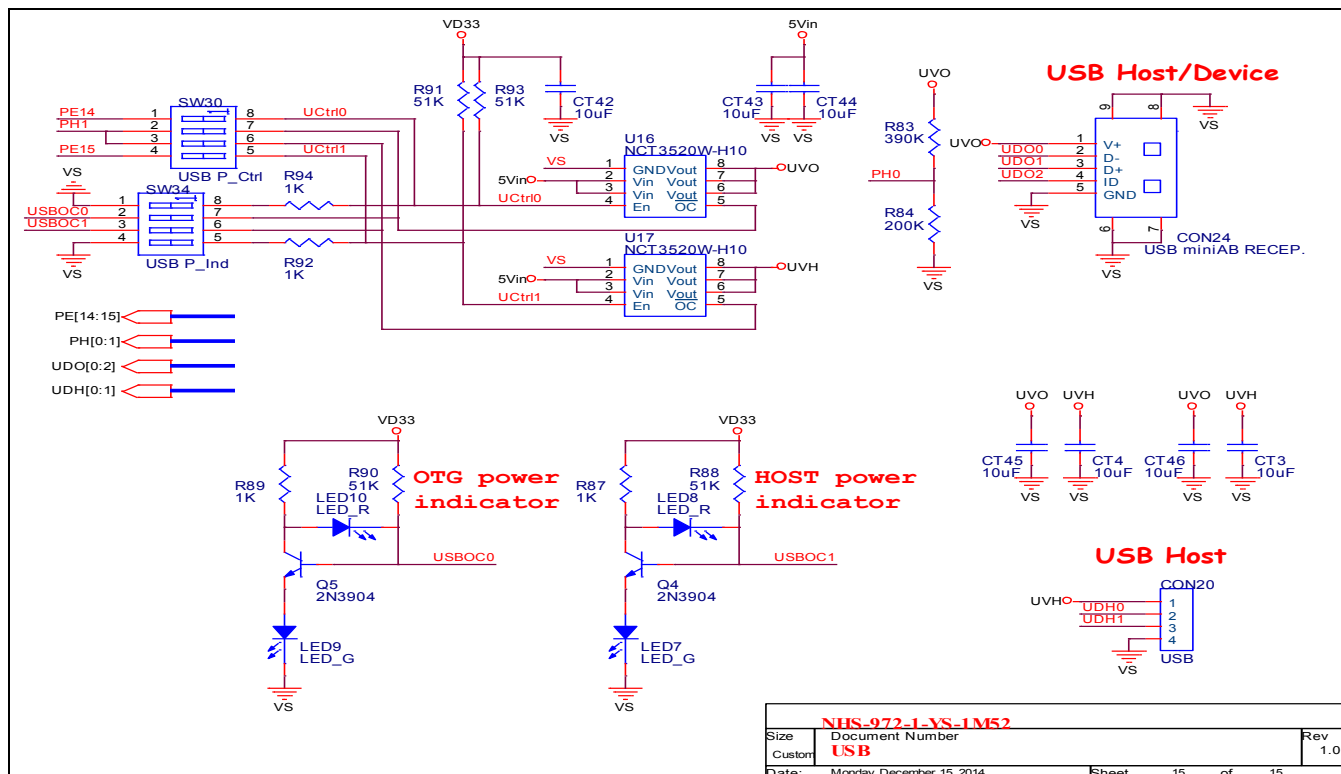 VD33
5Vin
R91
51K
R93
51K
CT42
10uF
VS
CT43
10uF
CT44
10uF
VS
VS
UVO
R83
390K
PH0
R84
200K
VS
USB Host/Device
9
8
VS
UVO
1
V+
UDO0
2
D-
UDO1
3
D+
UDO2
4
ID
5
GND
VS
6
7
VS
CON24
USB miniAB RECEP.
SW30
PE14
1
8
UCtrl0
PH1
2
7
3
6
PE15
4
5
UCtrl1
USB P_Ctrl
VS
SW34
1
8
USBOC0
2
7
USBOC1
3
6
4
5
VS
USB P_Ind
R94
1K
R92
1K
U16
NCT3520W-H10
VS
1
GND
Vout
8
UVO
5Vin
2
Vin
Vout
7
3
Vin
Vout
6
UCtrl0
4
En
OC
5
U17
NCT3520W-H10
VS
1
GND
Vout
8
UVH
5Vin
2
Vin
Vout
7
3
Vin
Vout
6
UCtrl1
4
En
OC
5
PE[14:15]
PH[0:1]
UDO[0:2]
UDH[0:1]
VD33
R89
1K
R90
51K
OTG power
indicator
LED10
LED_R
USBOC0
Q5
2N3904
LED9
LED_G
VS
VD33
R87
1K
R88
51K
HOST power
indicator
LED8
LED_R
USBOC1
Q4
2N3904
LED7
LED_G
VS
UVO
UVH
UVO
UVH
CT45
10uF
CT4
10uF
CT46
10uF
CT3
10uF
VS
VS
VS
VS
USB Host
CON20
UVH
1
UDH0
2
UDH1
3
4
VS
USB
NHS-972-1-YS-1M52
Size
Document Number
Rev
Custom
USB
1.0
Date:
Monday, December 15, 2014
Sheet
15
of
15